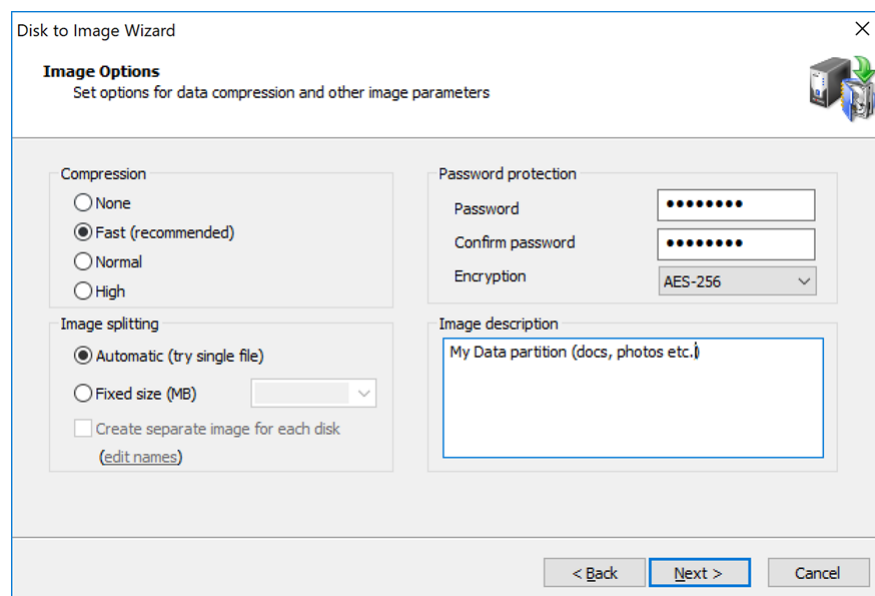 Disk to Image Wizard
Image Options
Set options for data compression and other image parameters
Compression
None
Fast (recommended)
Normal
High
Password protection
Password
Confirm password
Encryption
AES-256
Image splitting
Automatic (try single file)
Fixed size (MB)
Create separate image for each disk
(edit names)
Image description
My Data partition (docs, photos etc.)
< Back
Next >
Cancel